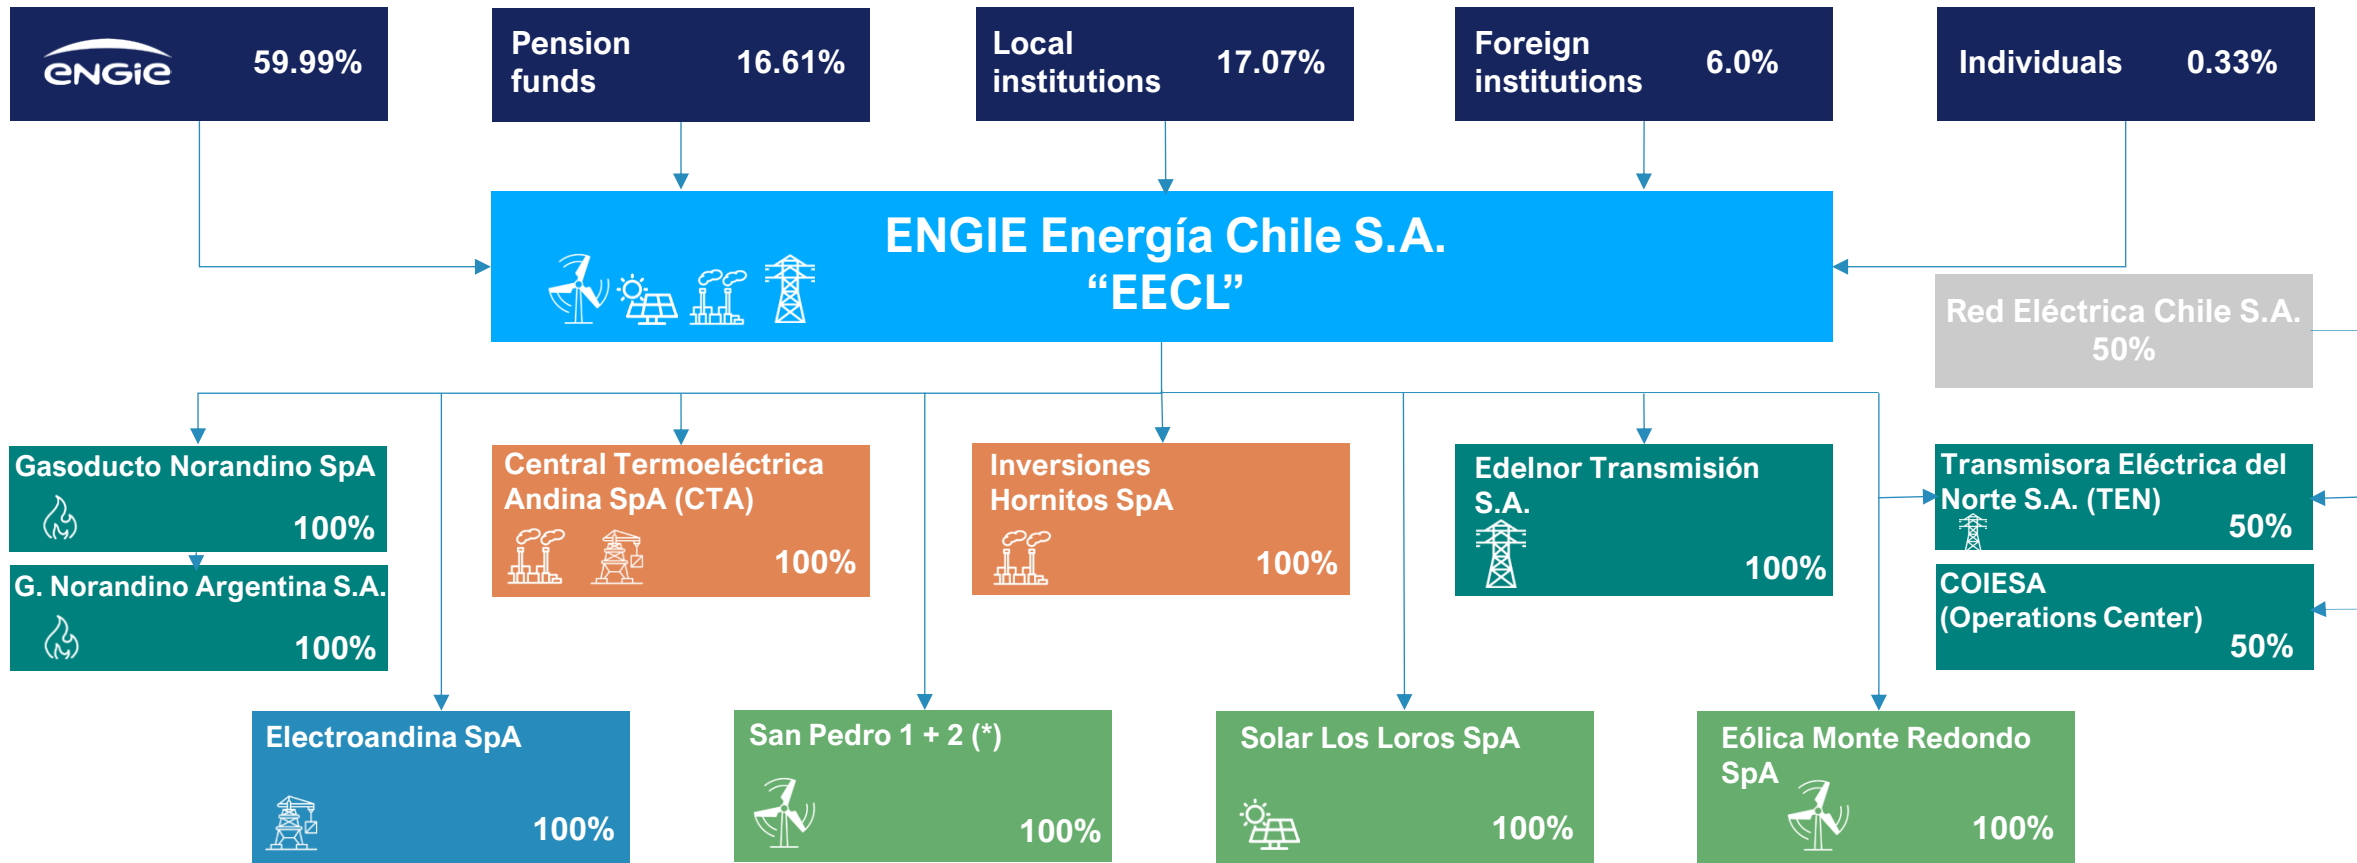 ENGIE
59.99%
Pension
funds
16.61%
Local
institutions
17.07%
Foreign
institutions
6.0%
Individuals
0.33%
ENGIE Energía Chile S.A.
“EECL”
Red Eléctrica Chile S.A.
50%
Gasoducto Norandino SpA
100%
G. Norandino Argentina S.A.
100%
Central Termoeléctrica
Andina SpA (CTA)
100%
Inversiones
Hornitos SpA
100%
Edelnor Transmisión
S.A.
100%
Transmisora Eléctrica del
Norte S.A. (TEN)
50%
COIESA
(Operations Center)
50%
Electroandina SpA
100%
San Pedro 1 + 2 (*)
100%
Solar Los Loros SpA
100%
Eólica Monte Redondo
SpA
100%